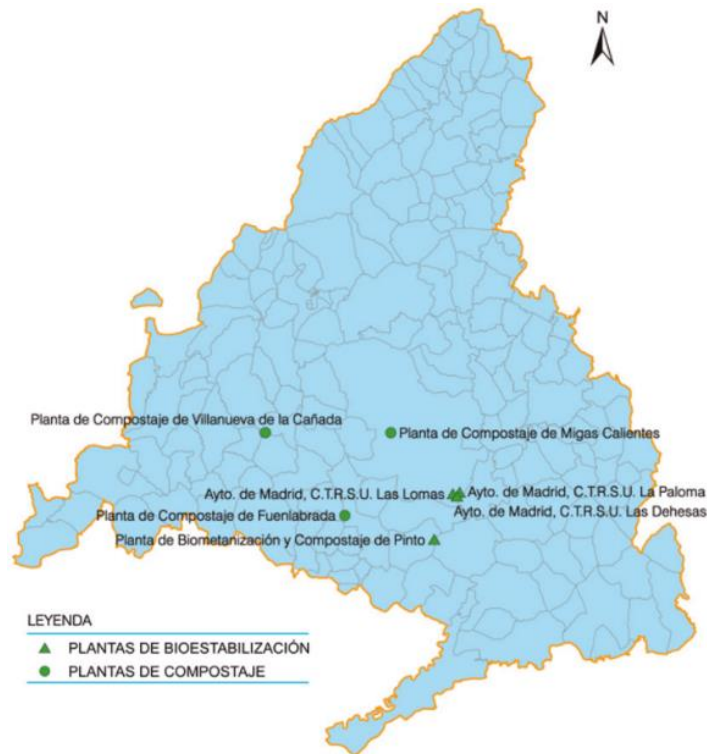 N
Planta de Compostaje de Villanueva de la Cañada
Planta de Compostaje de Migas Calientes
Ayto. de Madrid, C.T.R.S.U. Las Lomas
Ayto. de Madrid, C.T.R.S.U. La Paloma
Ayto. de Madrid, C.T.R.S.U. Las Dehesas
Planta de Compostaje de Fuenlabrada
Planta de Biometanización y Compostaje de Pinto
LEYENDA
PLANTAS DE BIOESTABILIZACIÓN
PLANTAS DE COMPOSTAJE